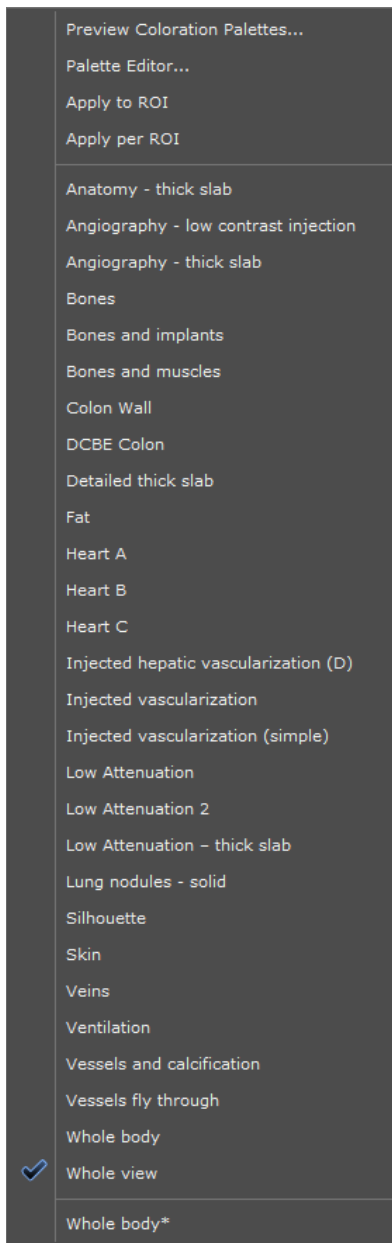 Preview Coloration Palettes...
Palette Editor...
Apply to ROI
Apply per ROI
Anatomy - thick slab
Angiography - low contrast injection
Angiography - thick slab
Bones
Bones and implants
Bones and muscles
Colon Wall
DCBE Colon
Detailed thick slab
Fat
Heart A
Heart B
Heart C
Injected hepatic vascularization (D)
Injected vascularization
Injected vascularization (simple)
Low Attenuation
Low Attenuation 2
Low Attenuation – thick slab
Lung nodules - solid
Silhouette
Skin
Veins
Ventilation
Vessels and calcification
Vessels fly through
Whole body
Whole view
Whole body*